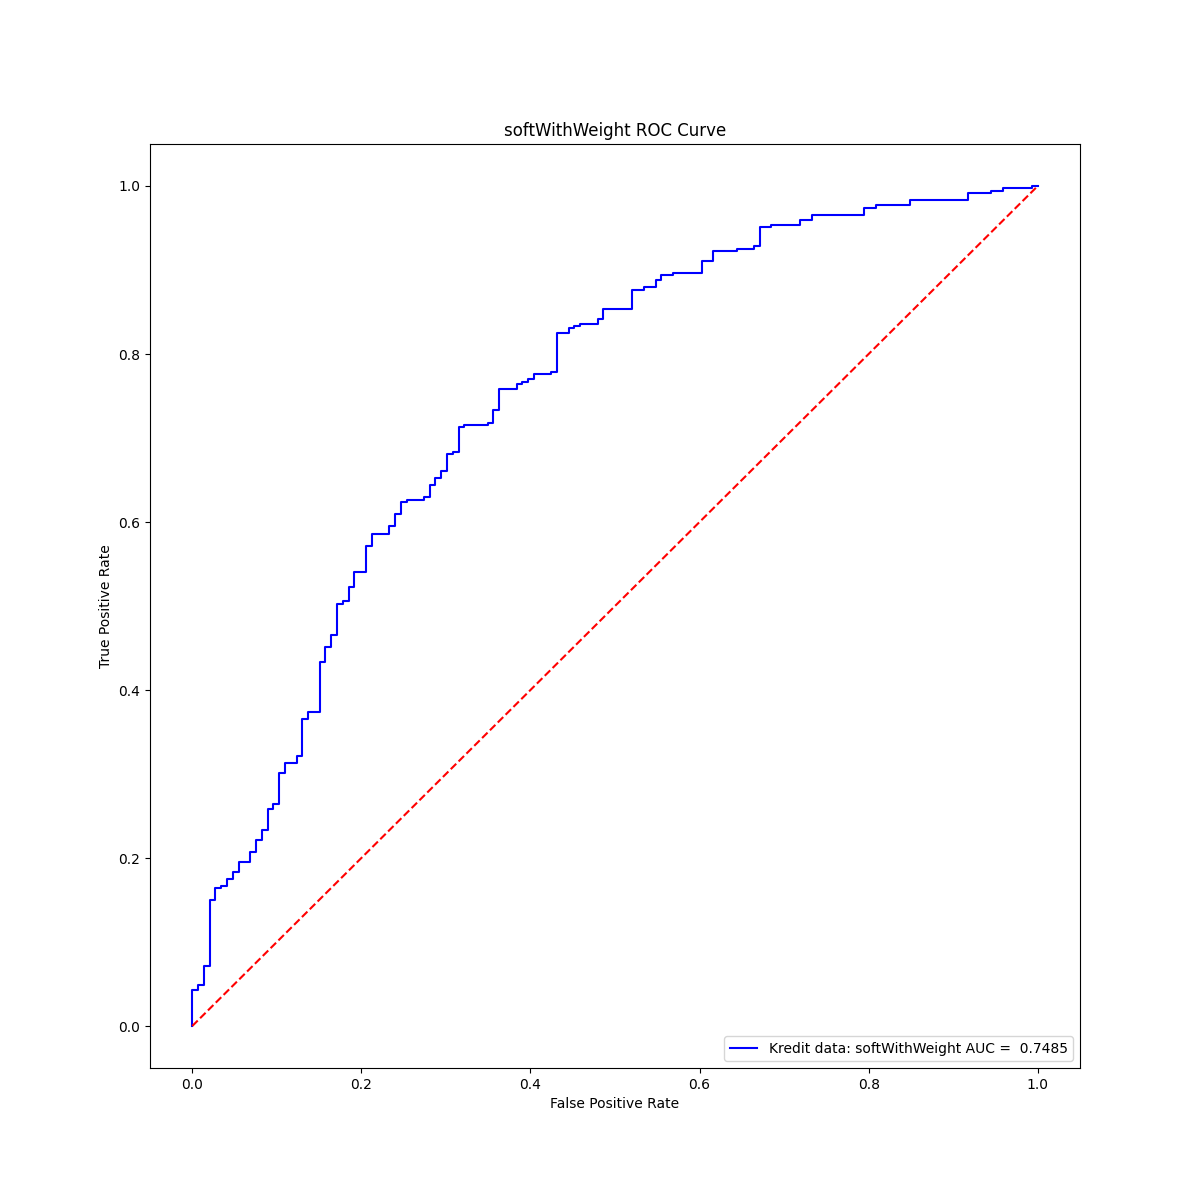 softWithWeight ROC Curve
1.0
0.8
0.6
0.4
0.2
0.0
True Positive Rate
0.0 0.2 0.4 0.6 0.8 1.0
False Positive Rate
Kredit data: softWithWeight AUC =  0.7485